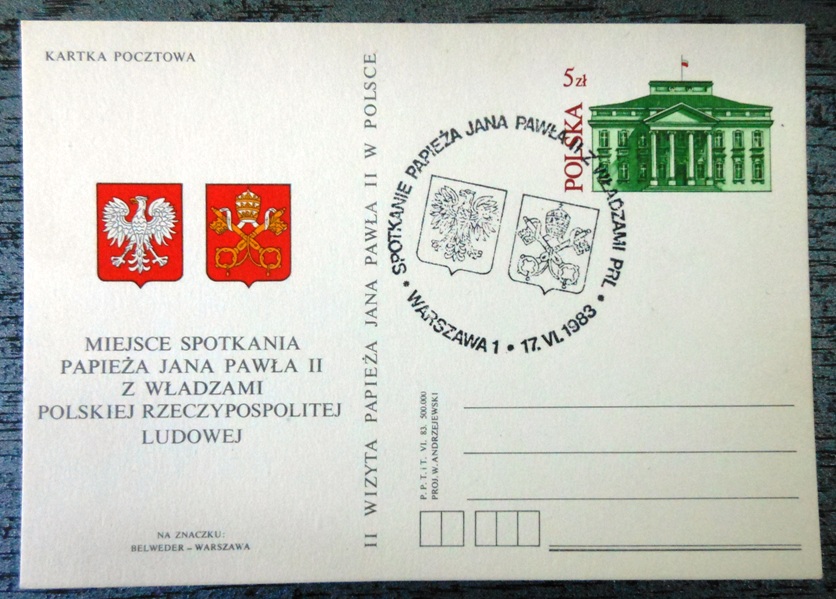 KARTKA POCZTOWA
MIEJSCE SPOTKANIA
PAPIEŻA JANA PAWŁA II
Z WŁADZAMI
POLSKIEJ RZECZYPOSPOLITEJ
LUDOWEJ
NA ZNACZKU:
BELWEDER – WARSZAWA
II WIZYTA PAPIEŻA JANA PAWŁA II W POLSCE
5 zł
POLSKA
SPOTKANIE PAPIEŻA JANA PAWŁA II Z WŁADZAMI PRL
• WARSZAWA 1 • 17. VI. 1983 •
P. P. T. i T. VI. 83. 500.000
PROJ. W. ANDRZEJEWSKI